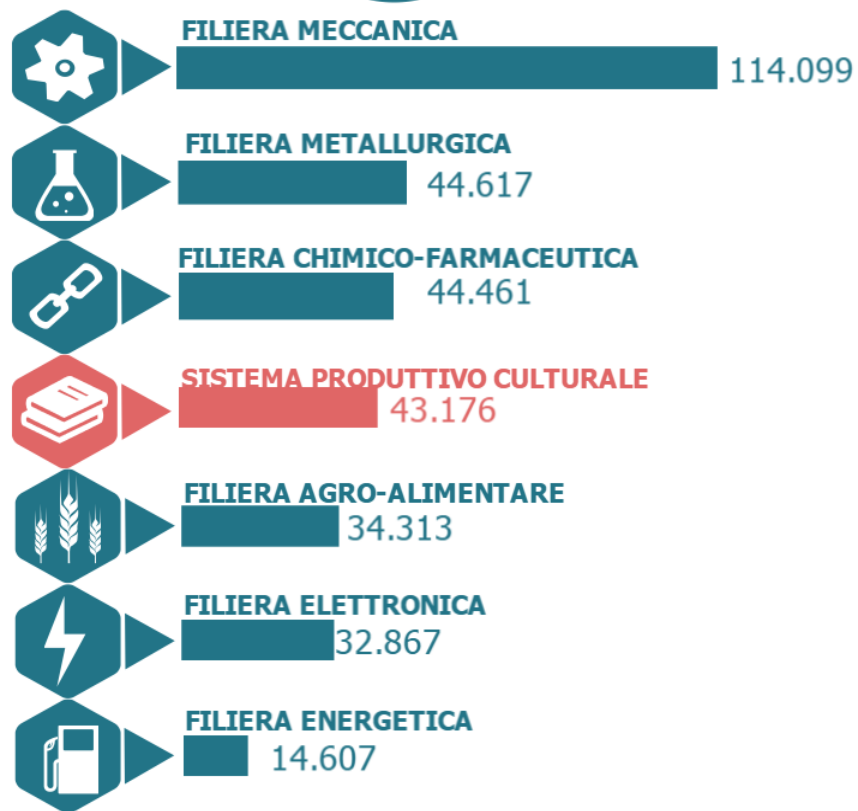 FILIERA MECCANICA
114.099
FILIERA METALLURGICA
44.617
FILIERA CHIMICO-FARMACEUTICA
44.461
SISTEMA PRODUTTIVO CULTURALE
43.176
FILIERA AGRO-ALIMENTARE
34.313
FILIERA ELETTRONICA
32.867
FILIERA ENERGETICA
14.607